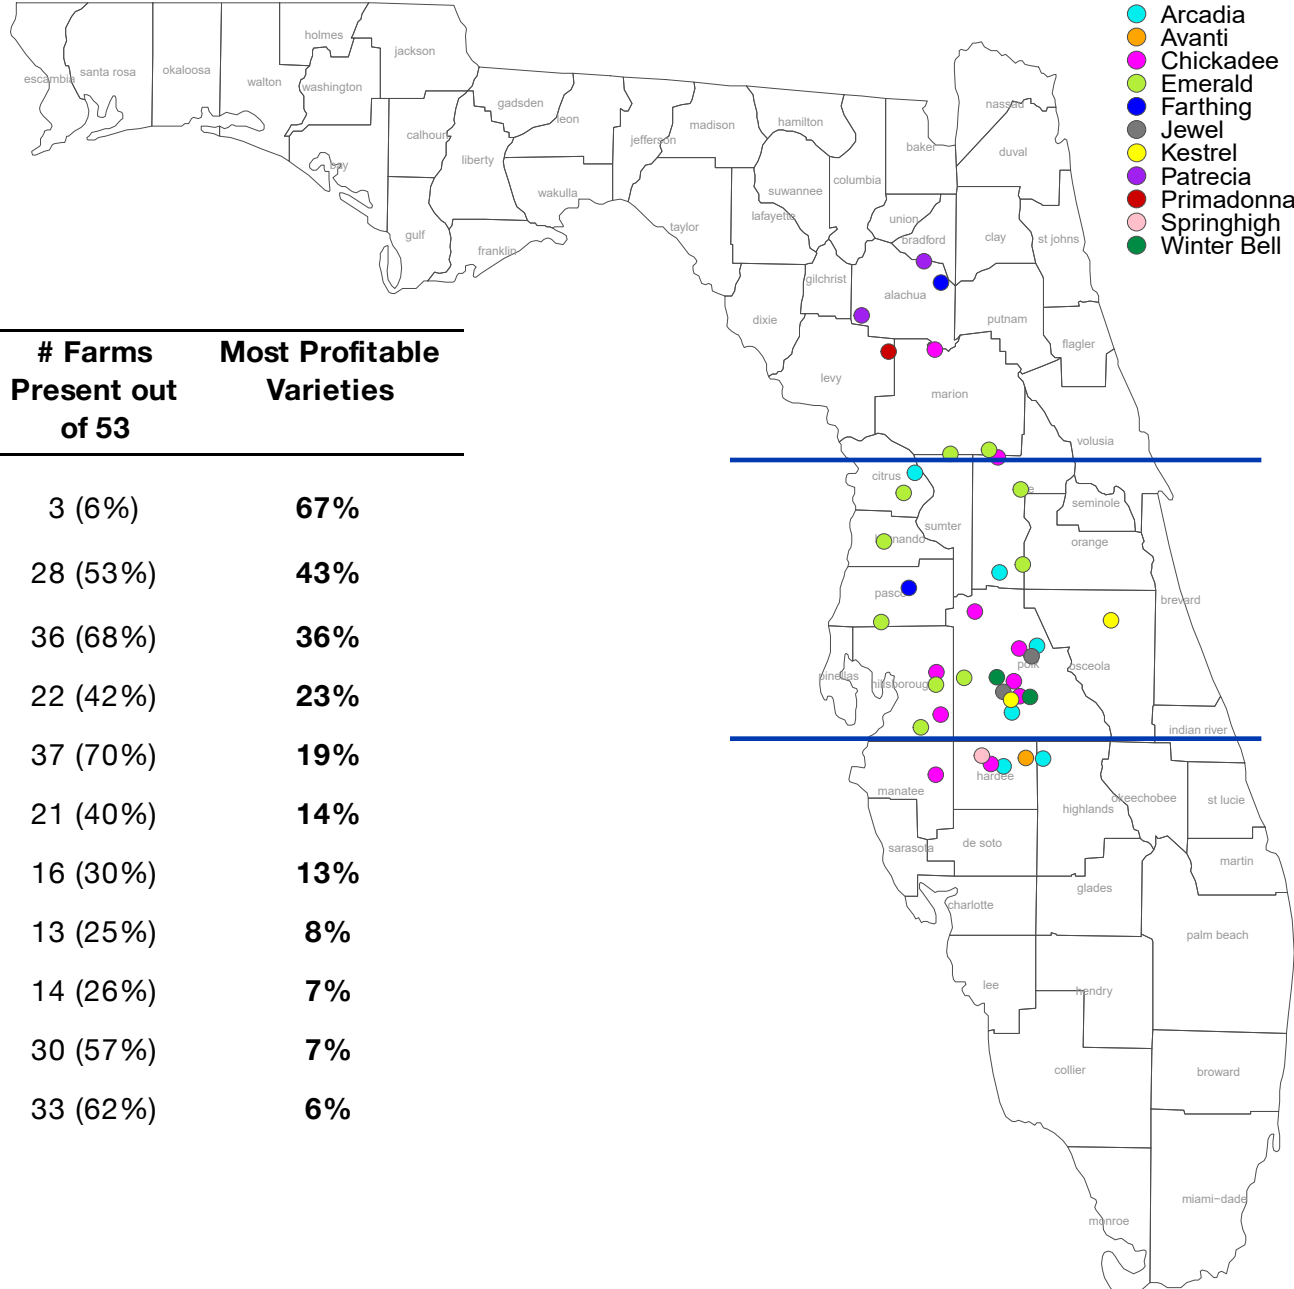 Arcadia
Avanti
Chickadee
Emerald
Farthing
Jewel
Kestrel
Patrecia
Primadonna
Springhigh
Winter Bell
holmes
jackson
escambia
santa rosa
okaloosa
walton
washington
gadsden
leon
madison
hamilton
nassau
calhoun
jefferson
baker
duval
bay
liberty
wakulla
suwannee
columbia
lafayette
union
taylor
gulf
franklin
bradford
clay
st johns
gilchrist
alachua
dixie
putnam
flagler
levy
marion
volusia
citrus
seminole
sumter
orange
pasco
brevard
polk
osceola
pinellas
indian river
hardee
manatee
okeechobee
st lucie
highlands
sarasota
de soto
martin
glades
charlotte
palm beach
lee
hendry
collier
broward
miami-dade
monroe
# Farms Most Profitable
Present out Varieties
of 53
3 (6%) 67%
28 (53%) 43%
36 (68%) 36%
22 (42%) 23%
37 (70%) 19%
21 (40%) 14%
16 (30%) 13%
13 (25%) 8%
14 (26%) 7%
30 (57%) 7%
33 (62%) 6%